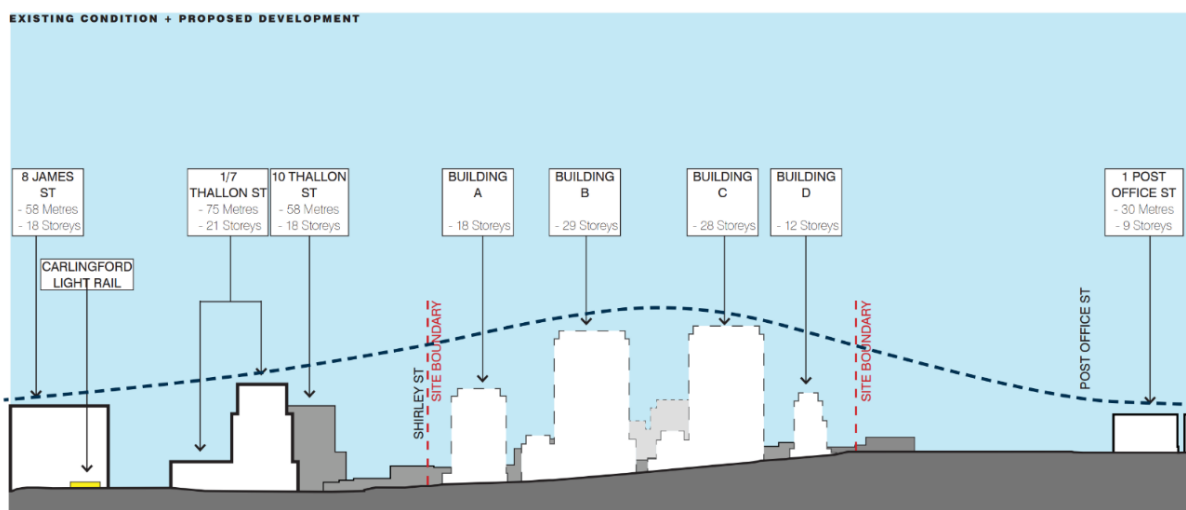 EXISTING CONDITION + PROPOSED DEVELOPMENT
8 JAMES
ST
- 58 Metres
- 18 Storeys
1/7
THALLON ST
- 75 Metres
- 21 Storeys
10 THALLON
ST
- 58 Metres
- 18 Storeys
BUILDING
A
- 18 Storeys
BUILDING
B
- 29 Storeys
BUILDING
C
- 28 Storeys
BUILDING
D
- 12 Storeys
1 POST
OFFICE ST
- 30 Metres
- 9 Storeys
CARLINGFORD
LIGHT RAIL
SHIRLEY ST
SITE BOUNDARY
SITE BOUNDARY
POST OFFICE ST